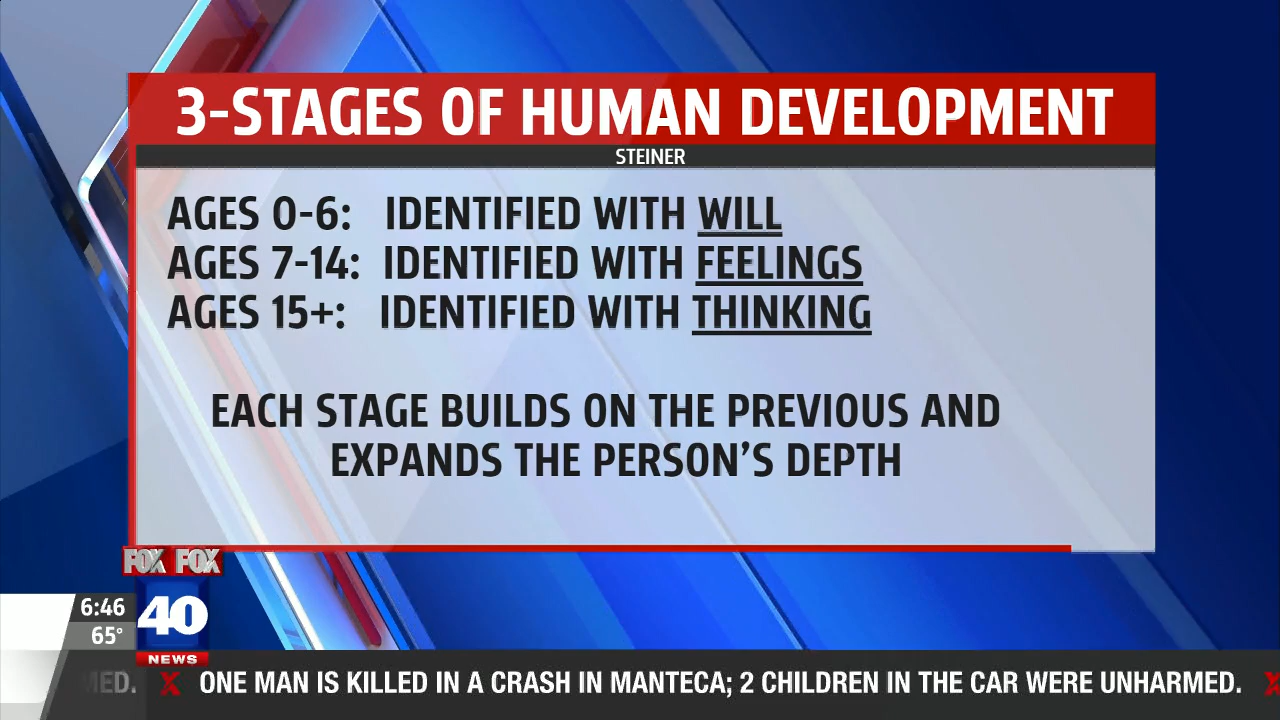 3-STAGES OF HUMAN DEVELOPMENT
STEINER
AGES 0-6: IDENTIFIED WITH WILL
AGES 7-14: IDENTIFIED WITH FEELINGS
AGES 15+: IDENTIFIED WITH THINKING
EACH STAGE BUILDS ON THE PREVIOUS AND
EXPANDS THE PERSON'S DEPTH
FOX FOX
6:46
40
65°
NEWS
MED. X ONE MAN IS KILLED IN A CRASH IN MANTECA; 2 CHILDREN IN THE CAR WERE UNHARMED. X